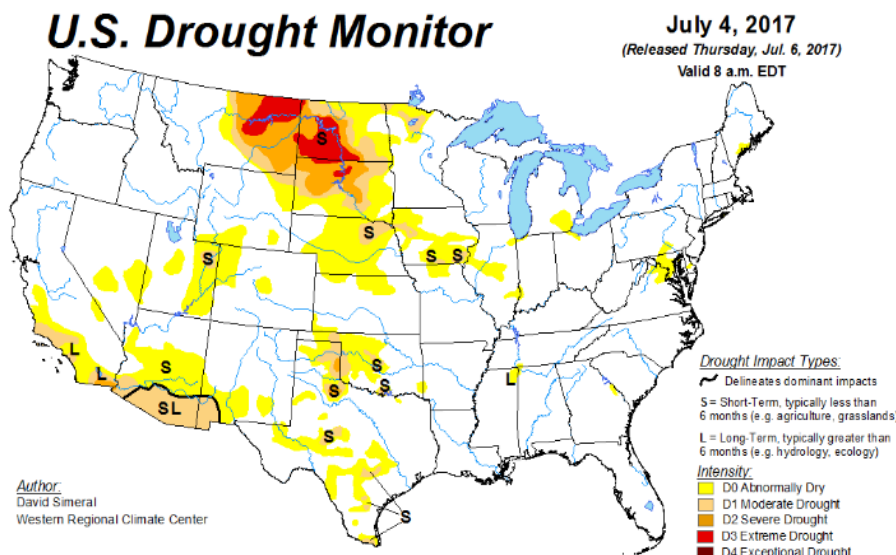 U.S. Drought Monitor
July 4, 2017
(Released Thursday, Jul. 6, 2017)
Valid 8 a.m. EDT
S
S
S
S
S
L
L
S
S
S
S
L
S L
S
S
Drought Impact Types:
Delineates dominant impacts
S = Short-Term, typically less than
6 months (e.g. agriculture, grasslands)
L = Long-Term, typically greater than
6 months (e.g. hydrology, ecology)
Intensity:
D0 Abnormally Dry
D1 Moderate Drought
D2 Severe Drought
D3 Extreme Drought
D4 Exceptional Drought
Author:
David Simeral
Western Regional Climate Center